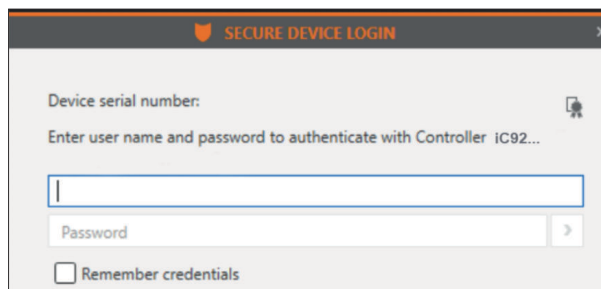 SECURE DEVICE LOGIN
Device serial number:
Enter user name and password to authenticate with Controller iC92...
Password
Remember credentials